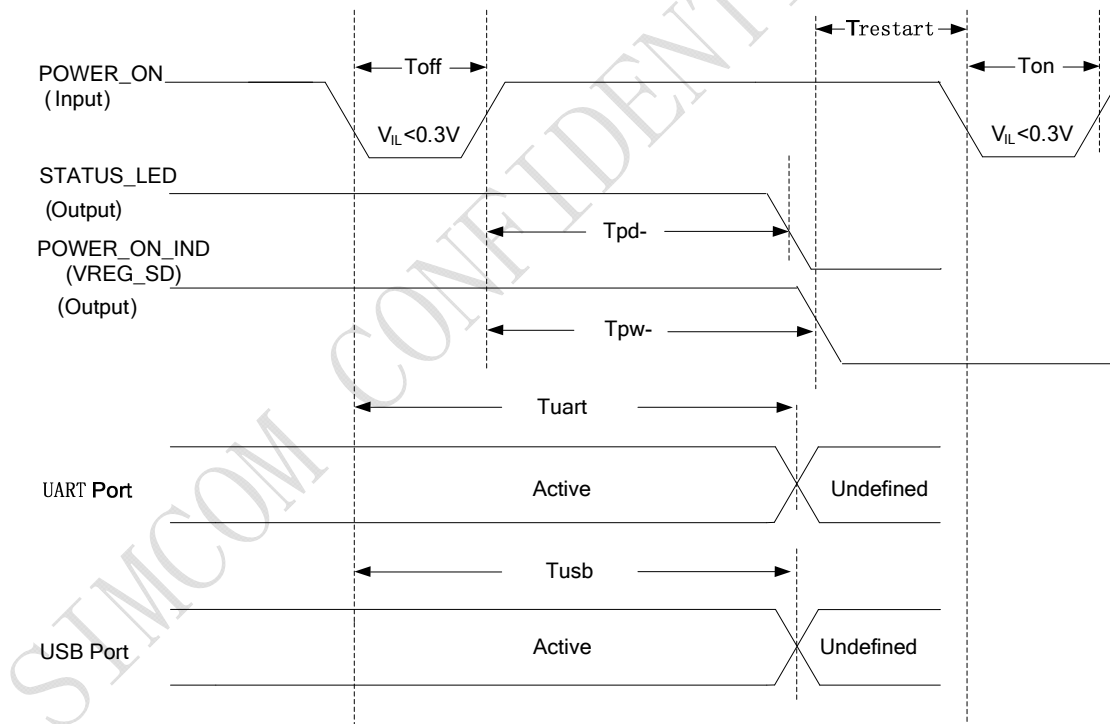 Trestart
POWER_ON
( Input)
Toff
Ton
VIL<0.3V
VIL<0.3V
STATUS_LED
(Output)
Tpd-
POWER_ON_IND
(VREG_SD)
(Output)
Tpw-
Tuart
UART Port
Active
Undefined
Tusb
USB Port
Active
Undefined
SIMCOM CONFIDENT